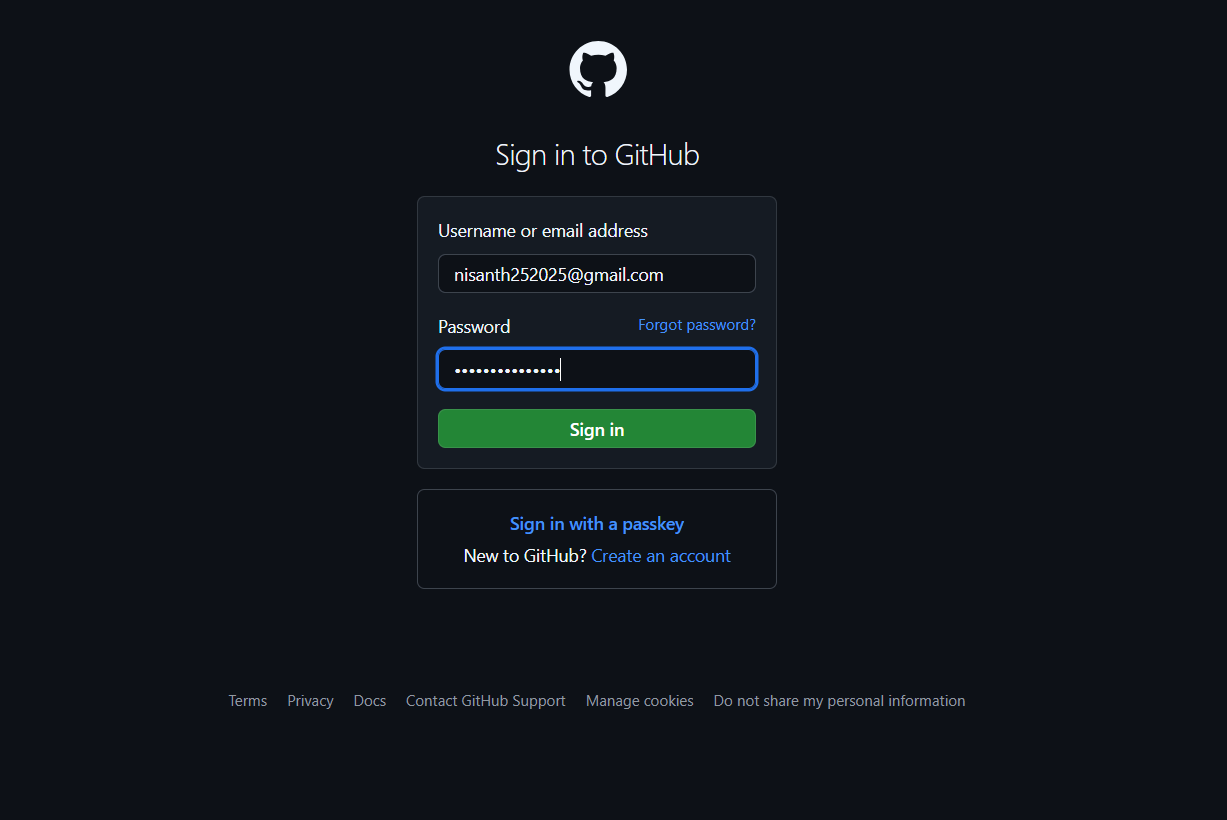 Sign in to GitHub
Username or email address
nisanth252025@gmail.com
Password Forgot password?
•••••••••••••••
Sign in
Sign in with a passkey
New to GitHub? Create an account
Terms Privacy Docs Contact GitHub Support Manage cookies Do not share my personal information